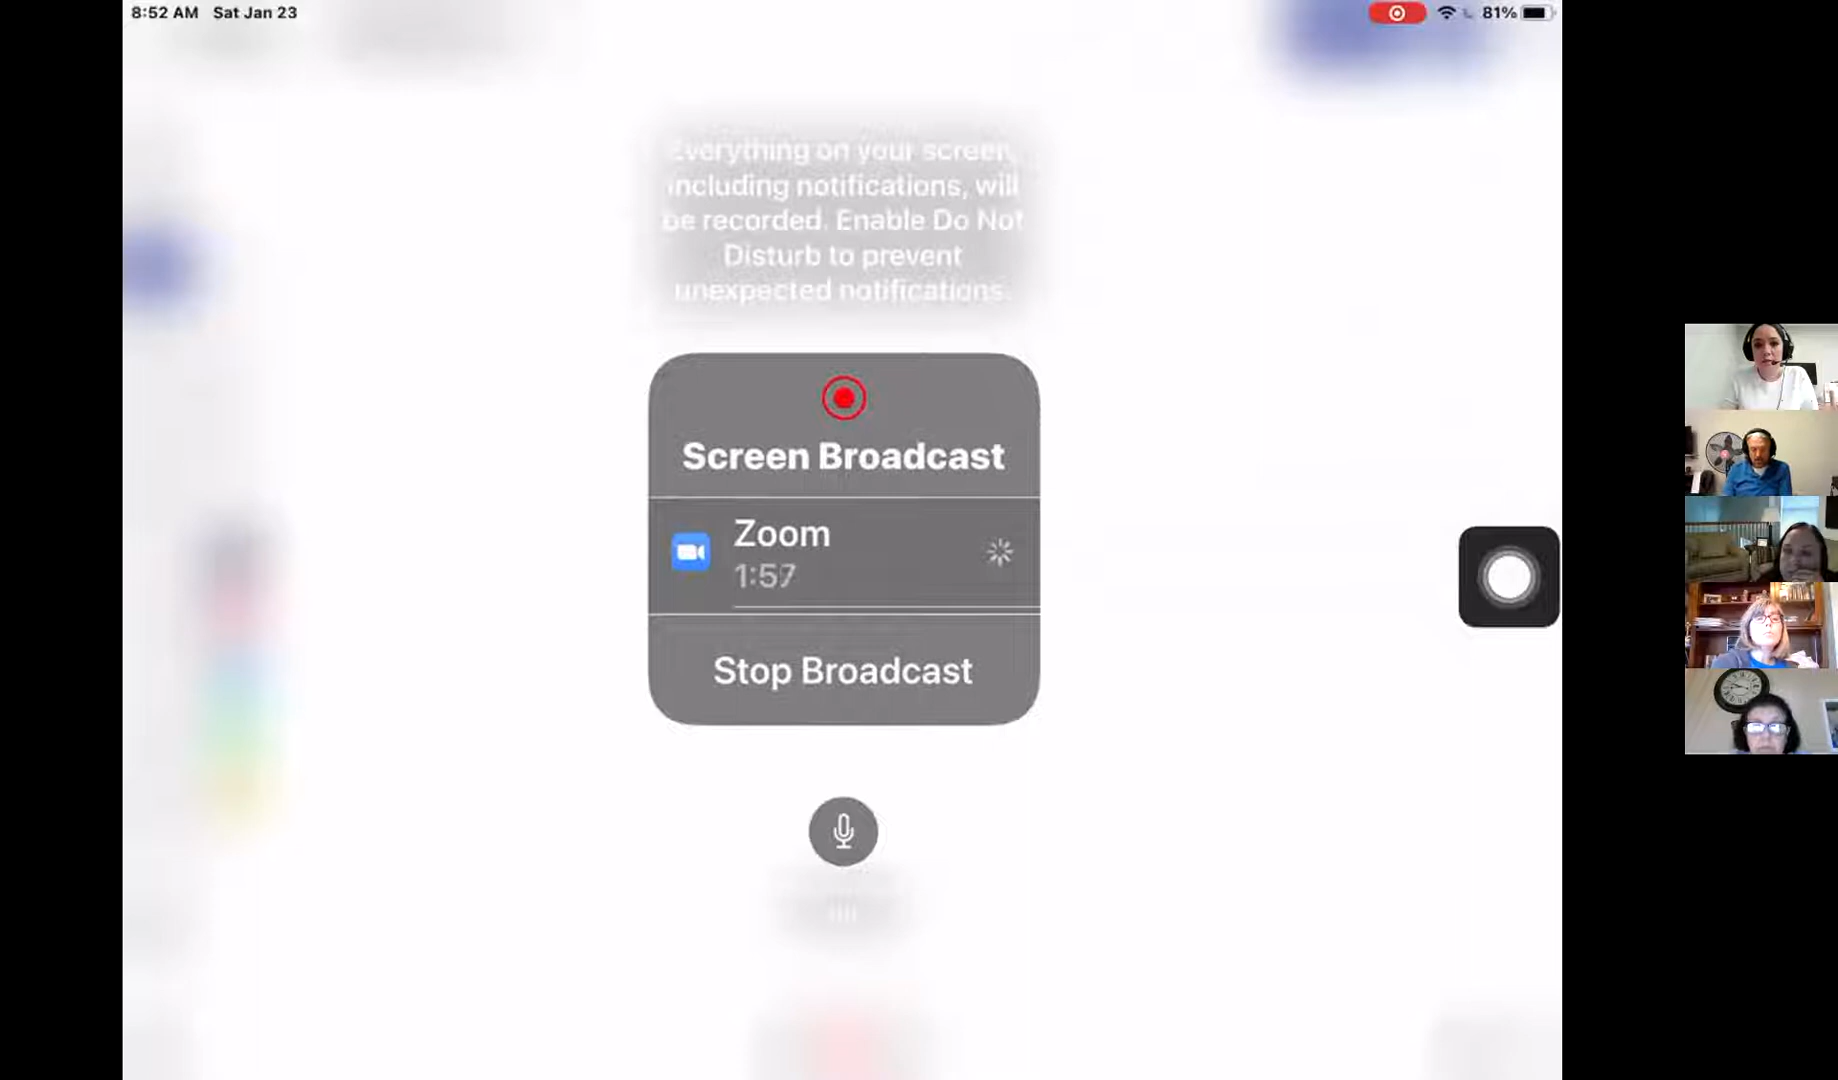 8:52 AM Sat Jan 23
81%
Everything on your screen,
including notifications, will
be recorded. Enable Do Not
Disturb to prevent
unexpected notifications.
Screen Broadcast
Zoom
1:57
Stop Broadcast